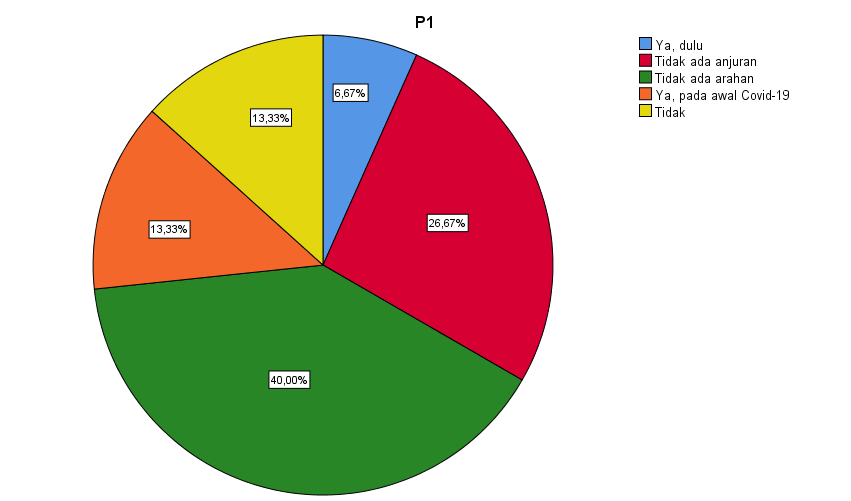 P1
Ya, dulu
Tidak ada anjuran
Tidak ada arahan
Ya, pada awal Covid-19
Tidak
6,67%
13,33%
26,67%
13,33%
40,00%